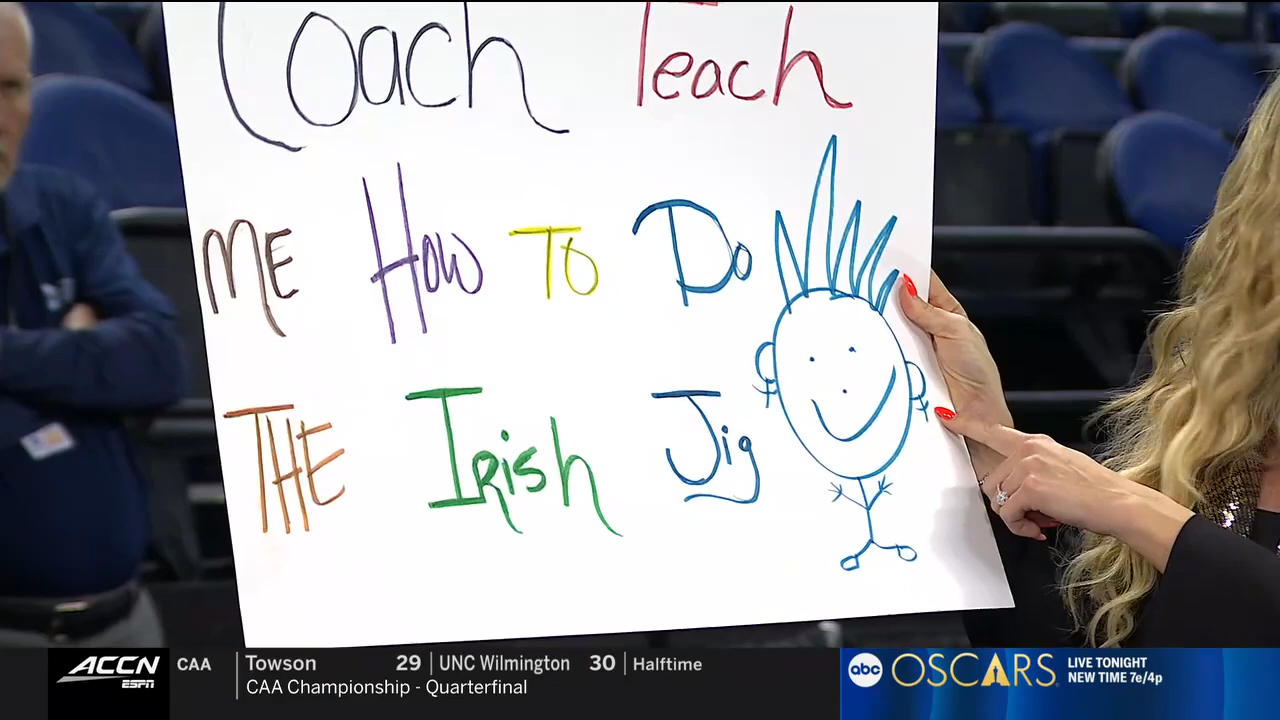 Coach Teach
ME How To Do
THE Irish Jig
ACCN
ESPN
CAA
Towson 29 UNC Wilmington 30 Halftime
CAA Championship - Quarterfinal
abc OSCARS
LIVE TONIGHT
NEW TIME 7e/4p